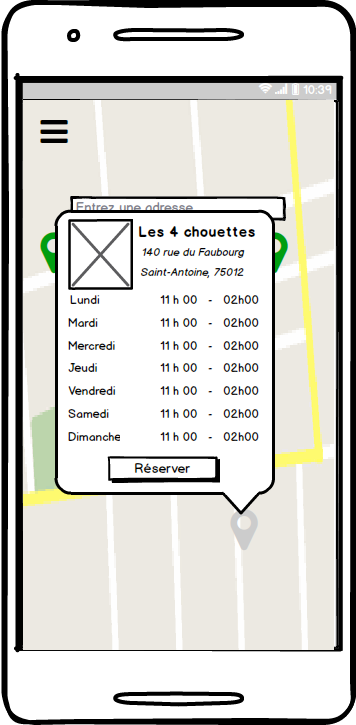 10:39
Entrez une adresse
Les 4 chouettes
140 rue du Faubourg
Saint-Antoine, 75012
Lundi 11 h 00 - 02h00
Mardi 11 h 00 - 02h00
Mercredi 11 h 00 - 02h00
Jeudi 11 h 00 - 02h00
Vendredi 11 h 00 - 02h00
Samedi 11 h 00 - 02h00
Dimanche 11 h 00 - 02h00
Réserver